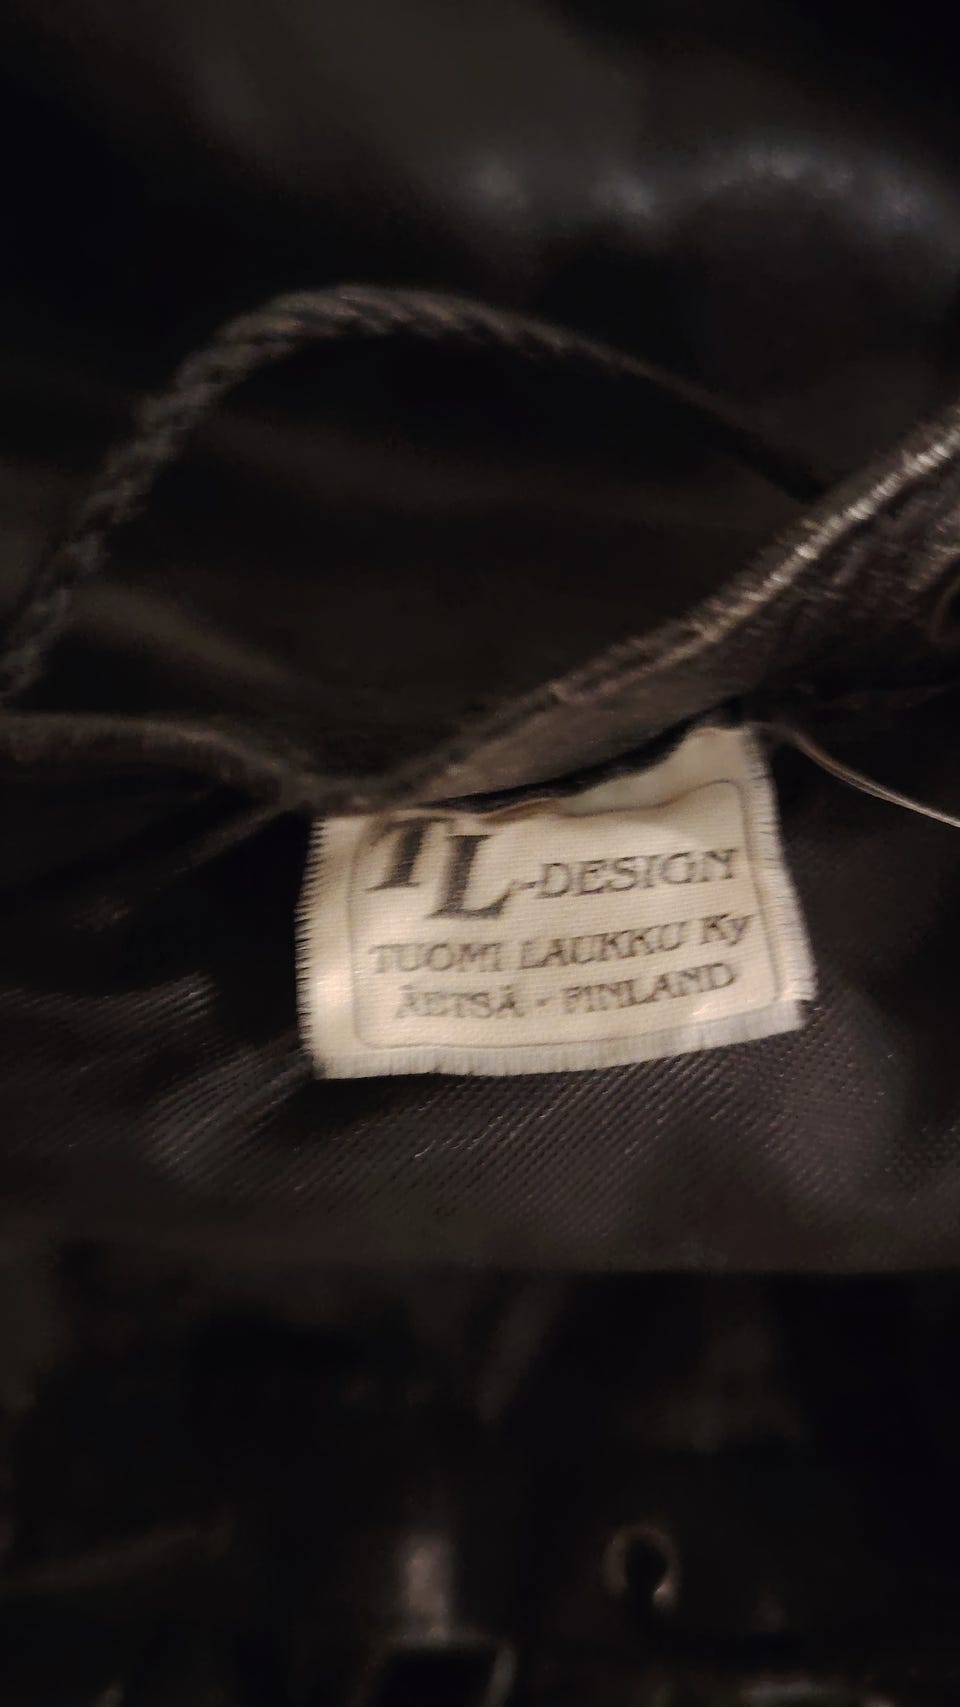 TL-DESIGN
TUOMI LAUKKU Ky
ÄETSÄ - FINLAND